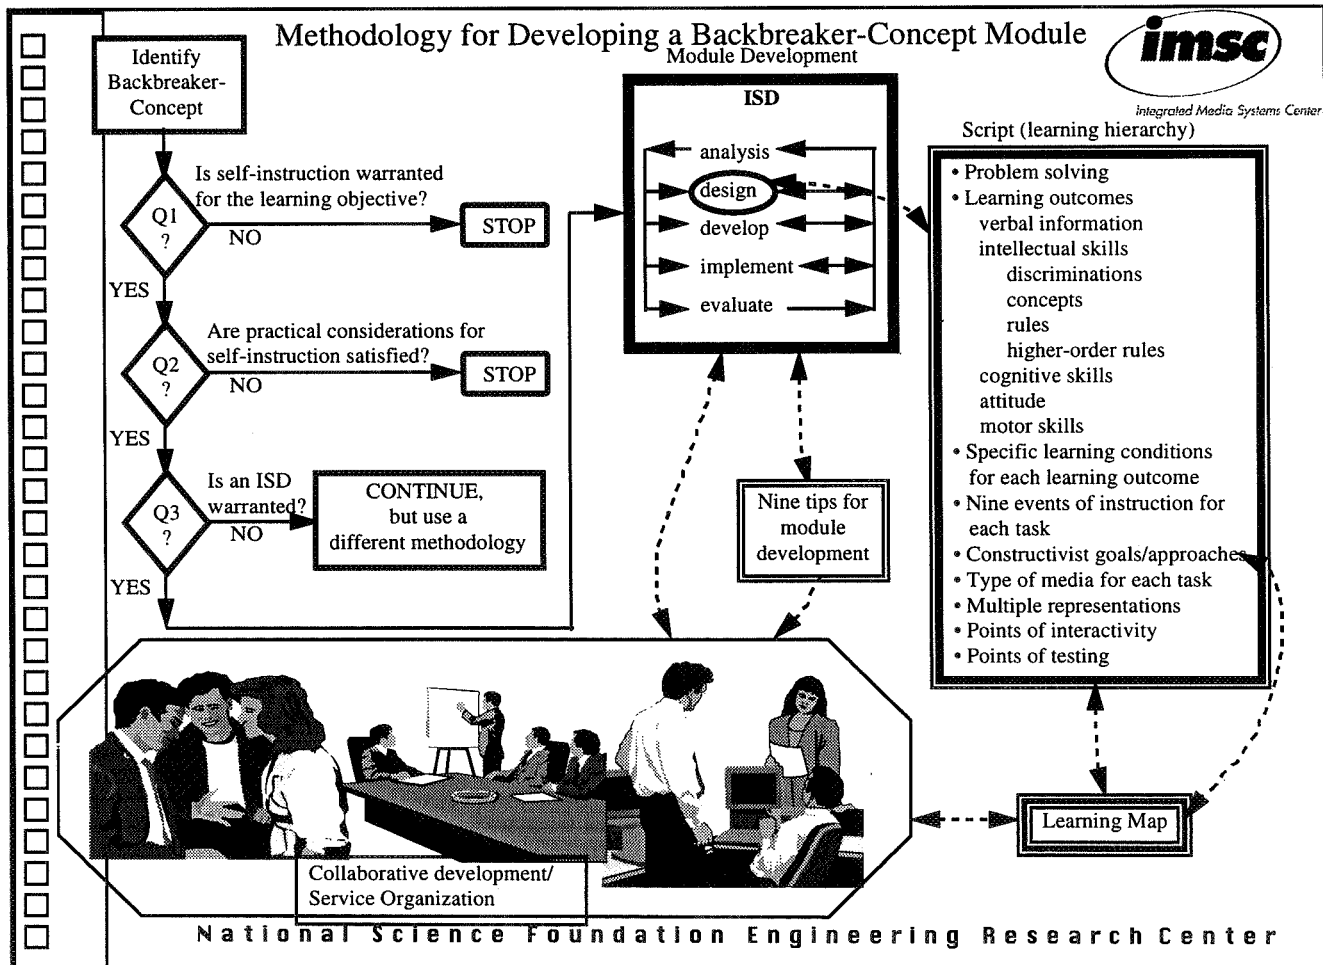 Methodology for Developing a Backbreaker-Concept Module
imsc
Integrated Media Systems Center
Identify
Backbreaker-
Concept
Q1
?
Is self-instruction warranted
for the learning objective?
NO
STOP
YES
Q2
?
Are practical considerations for
self-instruction satisfied?
NO
STOP
YES
Q3
?
Is an ISD
warranted?
NO
CONTINUE,
but use a
different methodology
YES
Module Development
ISD
analysis
design
develop
implement
evaluate
Nine tips for
module
development
Script (learning hierarchy)
• Problem solving
• Learning outcomes
verbal information
intellectual skills
discriminations
concepts
rules
higher-order rules
cognitive skills
attitude
motor skills
• Specific learning conditions
for each learning outcome
• Nine events of instruction for
each task
• Constructivist goals/approaches
• Type of media for each task
• Multiple representations
• Points of interactivity
• Points of testing
Learning Map
Collaborative development/
Service Organization
National Science Foundation Engineering Research Center